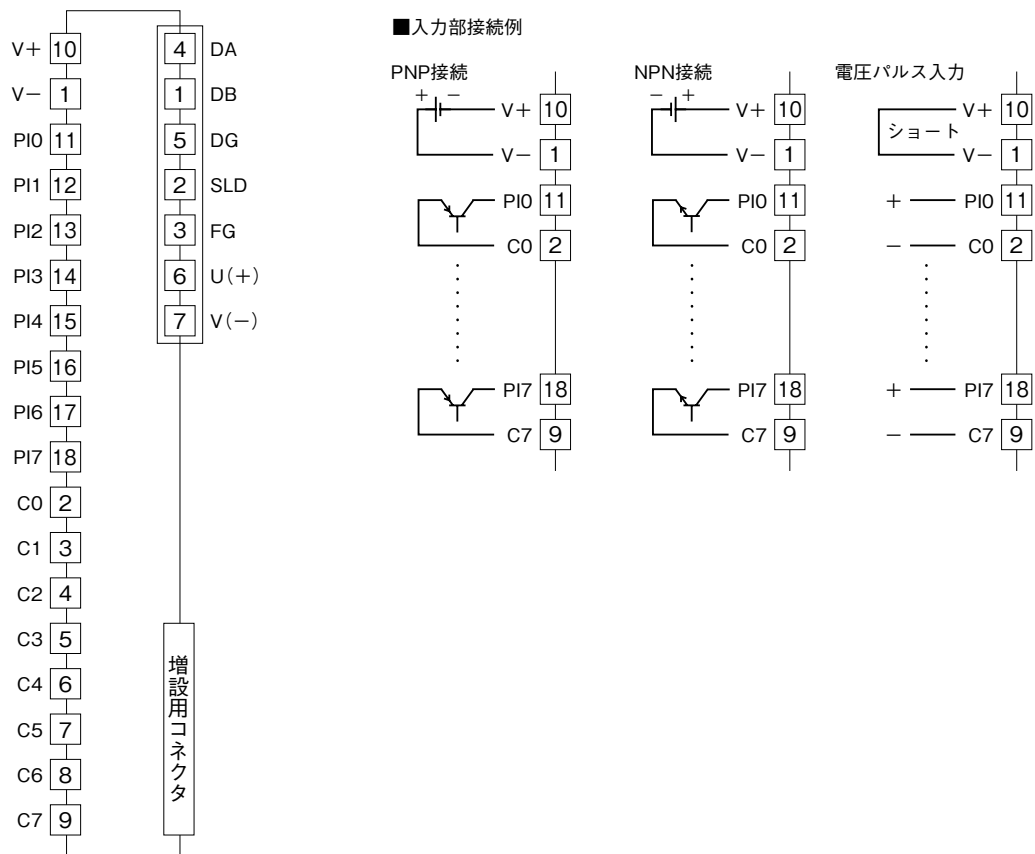 V+ 10
V− 1
PI0 11
PI1 12
PI2 13
PI3 14
PI4 15
PI5 16
PI6 17
PI7 18
C0 2
C1 3
C2 4
C3 5
C4 6
C5 7
C6 8
C7 9
4 DA
1 DB
5 DG
2 SLD
3 FG
6 U(+)
7 V(−)
増設用コネクタ
■入力部接続例
PNP接続
+ −
V+ 10
V− 1
PI0 11
C0 2
PI7 18
C7 9
NPN接続
− +
V+ 10
V− 1
PI0 11
C0 2
PI7 18
C7 9
電圧パルス入力
V+ 10
ショート
V− 1
+ PI0 11
− C0 2
+ PI7 18
− C7 9